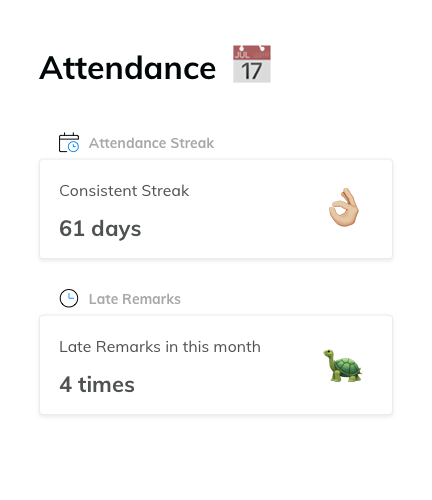 Attendance
JUL
17
Attendance Streak
Consistent Streak
61 days
Late Remarks
Late Remarks in this month
4 times